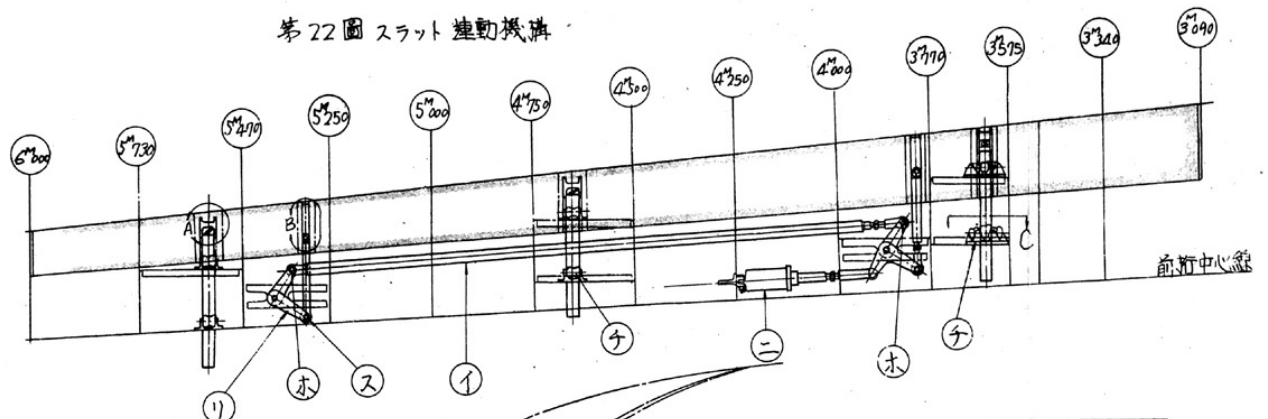 第22圖 スラット連動機構
6M000
5M730
5M470
5M250
5M000
4M750
4M500
4M250
4M000
3M770
3M575
3M340
3M090
A
B
C
前桁中心線
リ
ホ
ヌ
イ
チ
ニ
ホ
チ